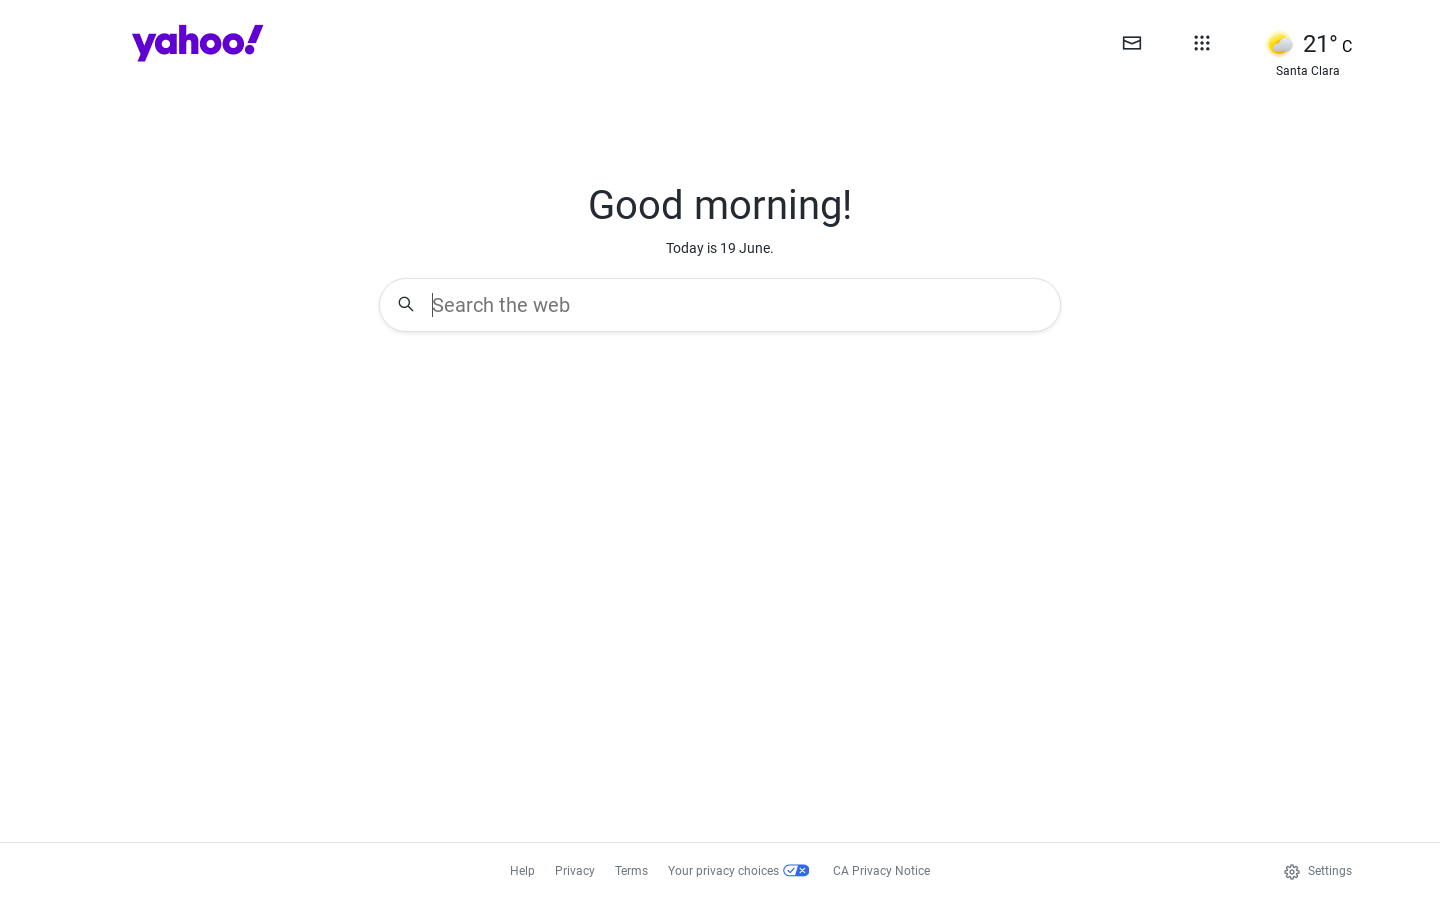 yahoo!
21° C
Santa Clara
Good morning!
Today is 19 June.
Search the web
Help
Privacy
Terms
Your privacy choices
CA Privacy Notice
Settings